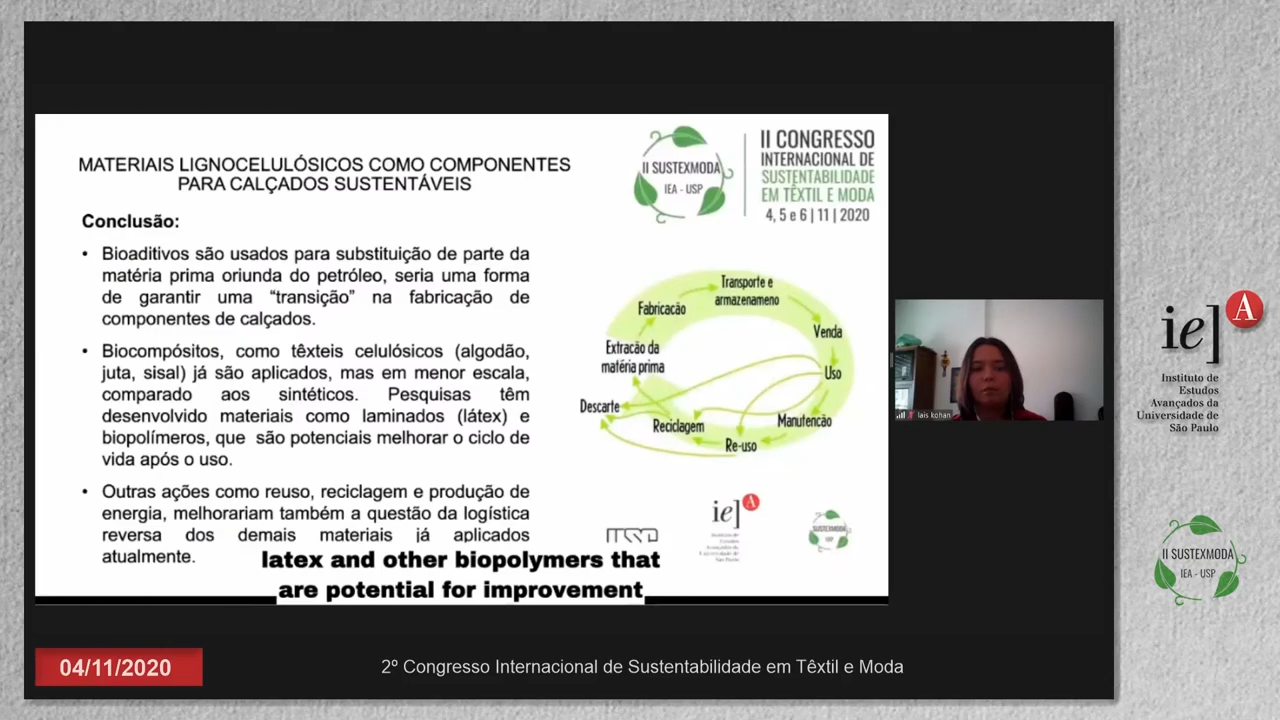 MATERIAIS LIGNOCELULÓSICOS COMO COMPONENTES
PARA CALÇADOS SUSTENTÁVEIS
Conclusão:
• Bioaditivos são usados para substituição de parte da
matéria prima oriunda do petróleo, seria uma forma
de garantir uma “transição” na fabricação de
componentes de calçados.
• Biocompósitos, como têxteis celulósicos (algodão,
juta, sisal) já são aplicados, mas em menor escala,
comparado aos sintéticos. Pesquisas têm
desenvolvido materiais como laminados (látex) e
biopolímeros, que são potenciais melhorar o ciclo de
vida após o uso.
• Outras ações como reuso, reciclagem e produção de
energia, melhorariam também a questão da logística
reversa dos demais materiais já aplicados
atualmente.
II SUSTEXMODA
IEA - USP
II CONGRESSO
INTERNACIONAL DE
SUSTENTABILIDADE
EM TÊXTIL E MODA
4, 5 e 6 | 11 | 2020
Transporte e
armazenameno
Fabricacão
Venda
Extracão da
matéria prima
Uso
Descarte
Manutencão
Reciclagem
Re-uso
ie] A
SUSTEXMODA
USP
latex and other biopolymers that
are potential for improvement
lais kohan
ie] A
Instituto de
Estudos
Avançados da
Universidade de
São Paulo
II SUSTEXMODA
IEA - USP
04/11/2020
2º Congresso Internacional de Sustentabilidade em Têxtil e Moda